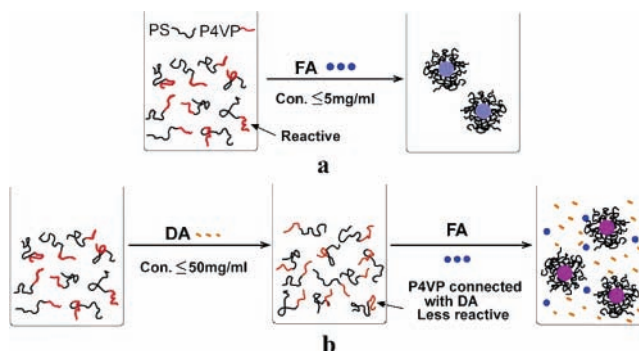 PS P4VP
FA
Con. ≤5mg/ml
Reactive
a
DA
Con. ≤50mg/ml
FA
P4VP connected
with DA
Less reactive
b